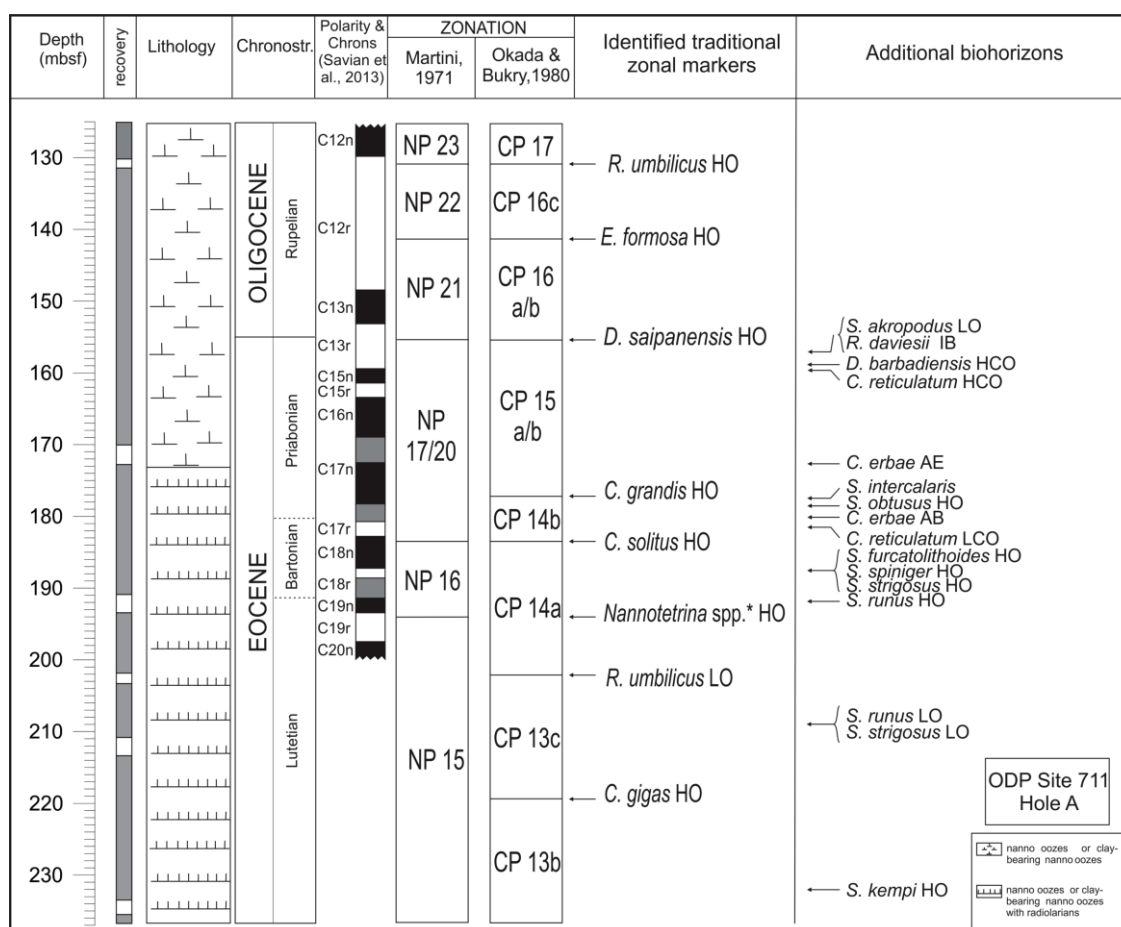 Depth
(mbsf)
recovery
Lithology
Chronostr.
Polarity &
Chrons
(Savian et
al., 2013)
ZONATION
Martini,
1971
Okada &
Bukry,1980
Identified traditional
zonal markers
Additional biohorizons
130
140
150
160
170
180
190
200
210
220
230
OLIGOCENE
EOCENE
Rupelian
Priabonian
Bartonian
Lutetian
C12n
C12r
C13n
C13r
C15n
C15r
C16n
C17n
C17r
C18n
C18r
C19n
C19r
C20n
NP 23
NP 22
NP 21
NP
17/20
NP 16
NP 15
CP 17
CP 16c
CP 16
a/b
CP 15
a/b
CP 14b
CP 14a
CP 13c
CP 13b
R. umbilicus HO
E. formosa HO
D. saipanensis HO
C. grandis HO
C. solitus HO
Nannotetrina spp.* HO
R. umbilicus LO
C. gigas HO
S. akropodus LO
R. daviesii IB
D. barbadiensis HCO
C. reticulatum HCO
C. erbae AE
S. intercalaris
S. obtusus HO
C. erbae AB
C. reticulatum LCO
S. furcatolithoides HO
S. spiniger HO
S. strigosus HO
S. runus HO
S. runus LO
S. strigosus LO
S. kempi HO
ODP Site 711
Hole A
nanno oozes or clay-
bearing nanno oozes
nanno oozes or clay-
bearing nanno oozes
with radiolarians